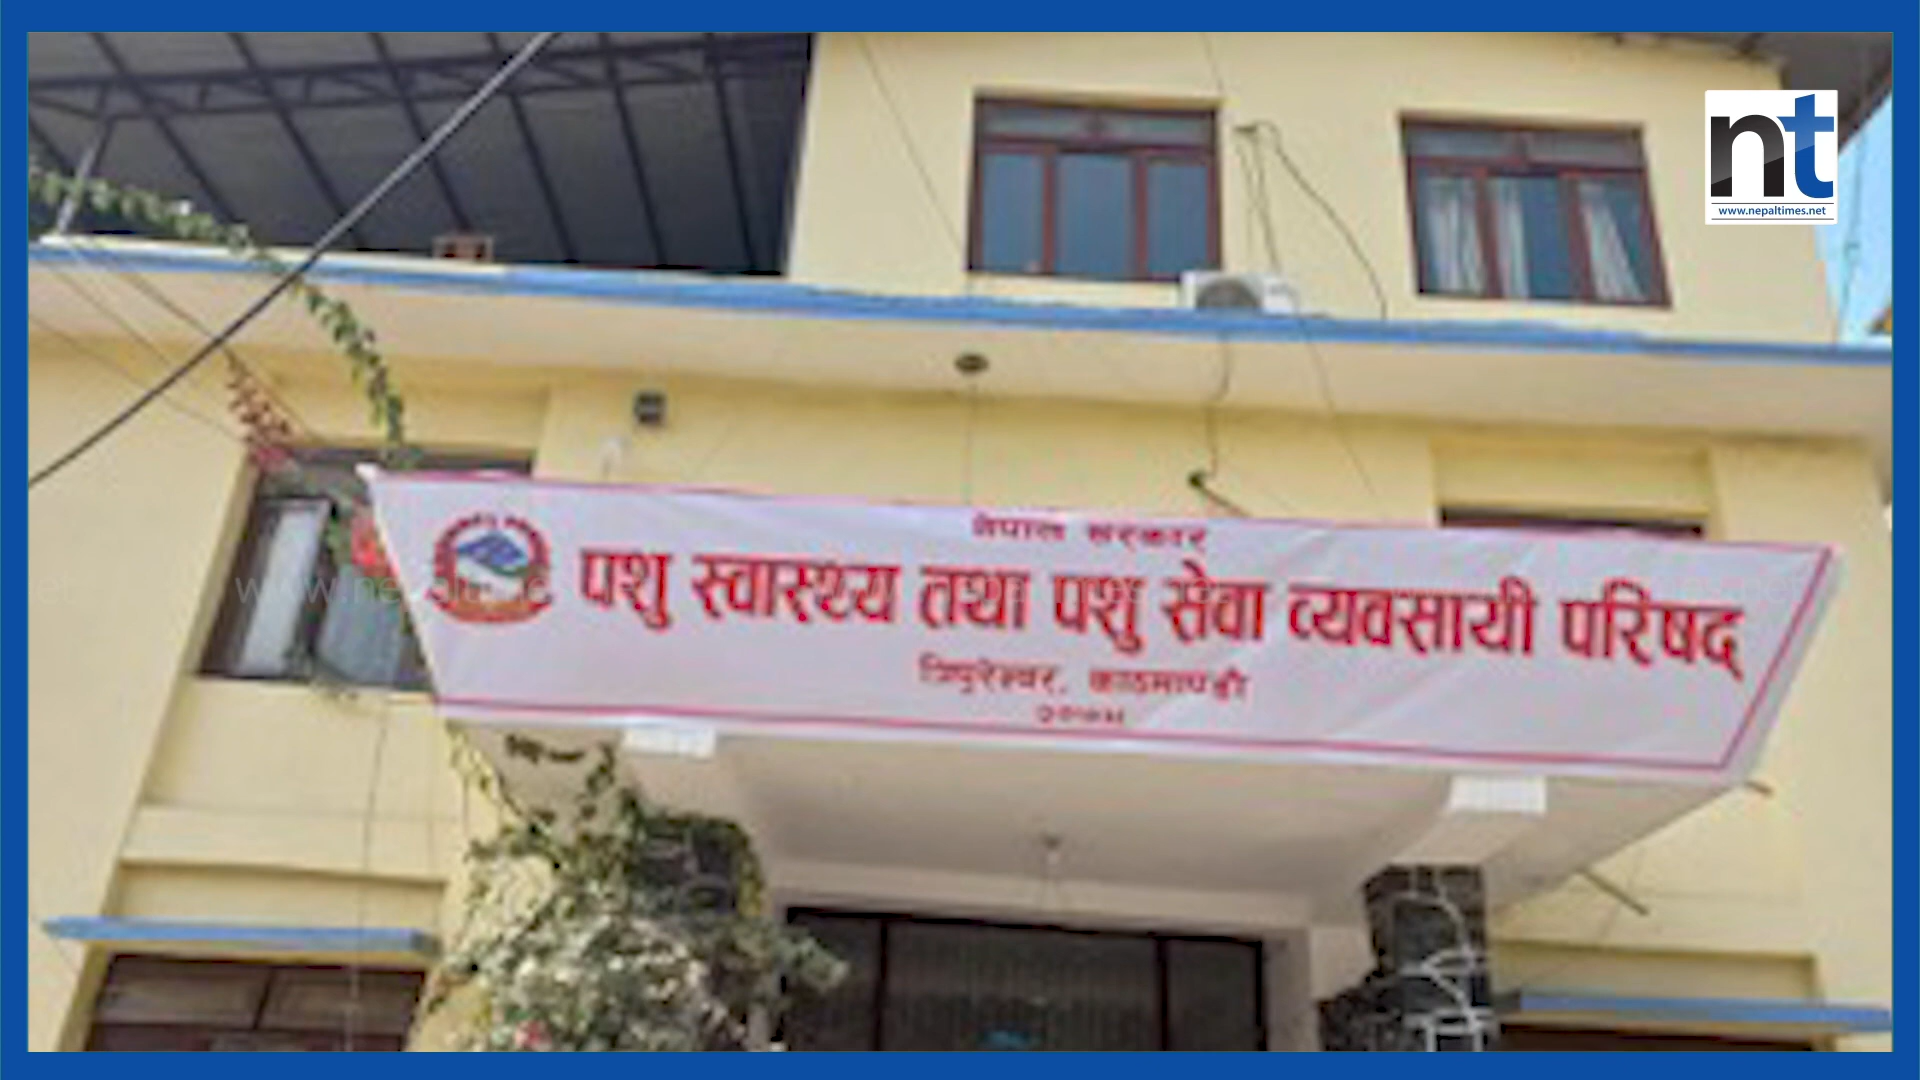 nt
www.nepaltimes.net
नेपाल सरकार
पशु स्वास्थ्य तथा पशु सेवा व्यवसायी परिषद्
त्रिपुरेश्वर, काठमाण्डौ